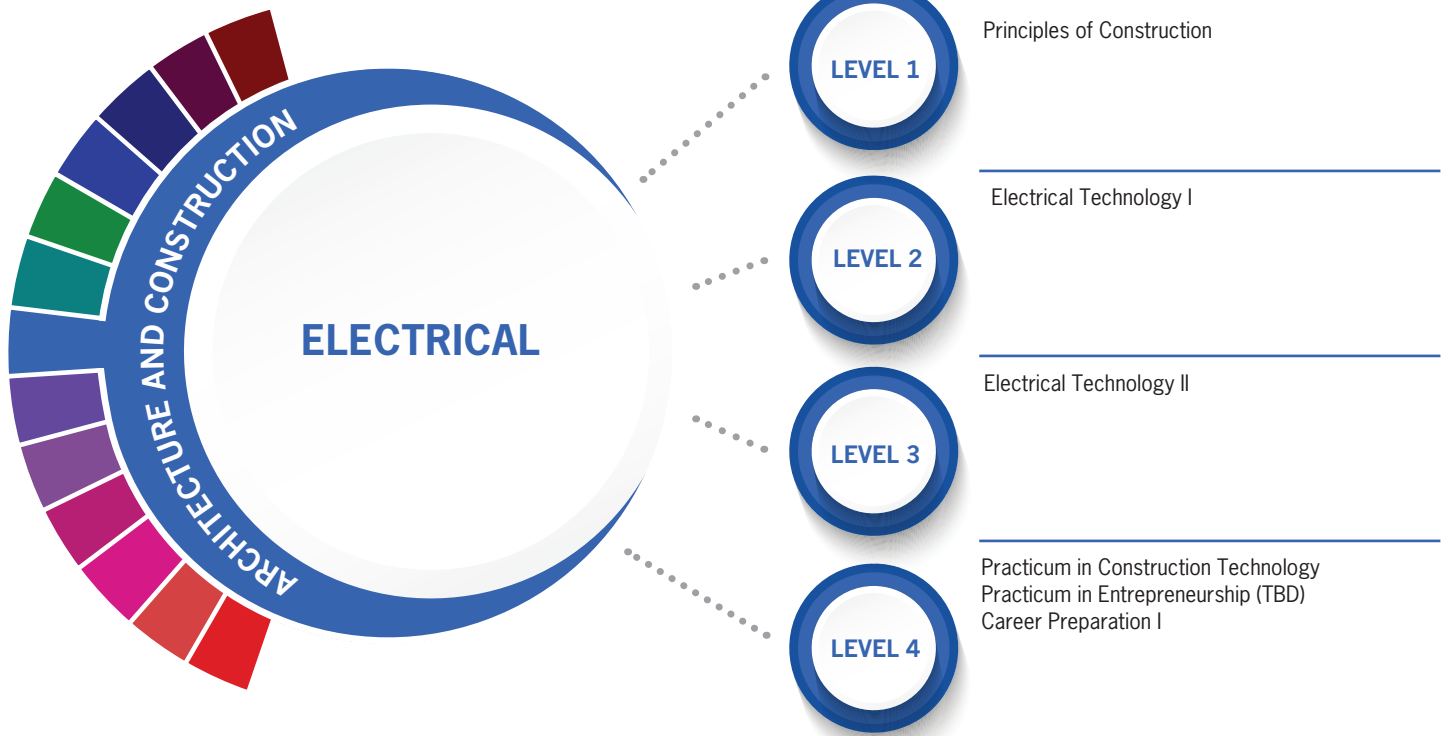 ARCHITECTURE AND CONSTRUCTION
ELECTRICAL
LEVEL 1
Principles of Construction
LEVEL 2
Electrical Technology I
LEVEL 3
Electrical Technology II
LEVEL 4
Practicum in Construction Technology
Practicum in Entrepreneurship (TBD)
Career Preparation I